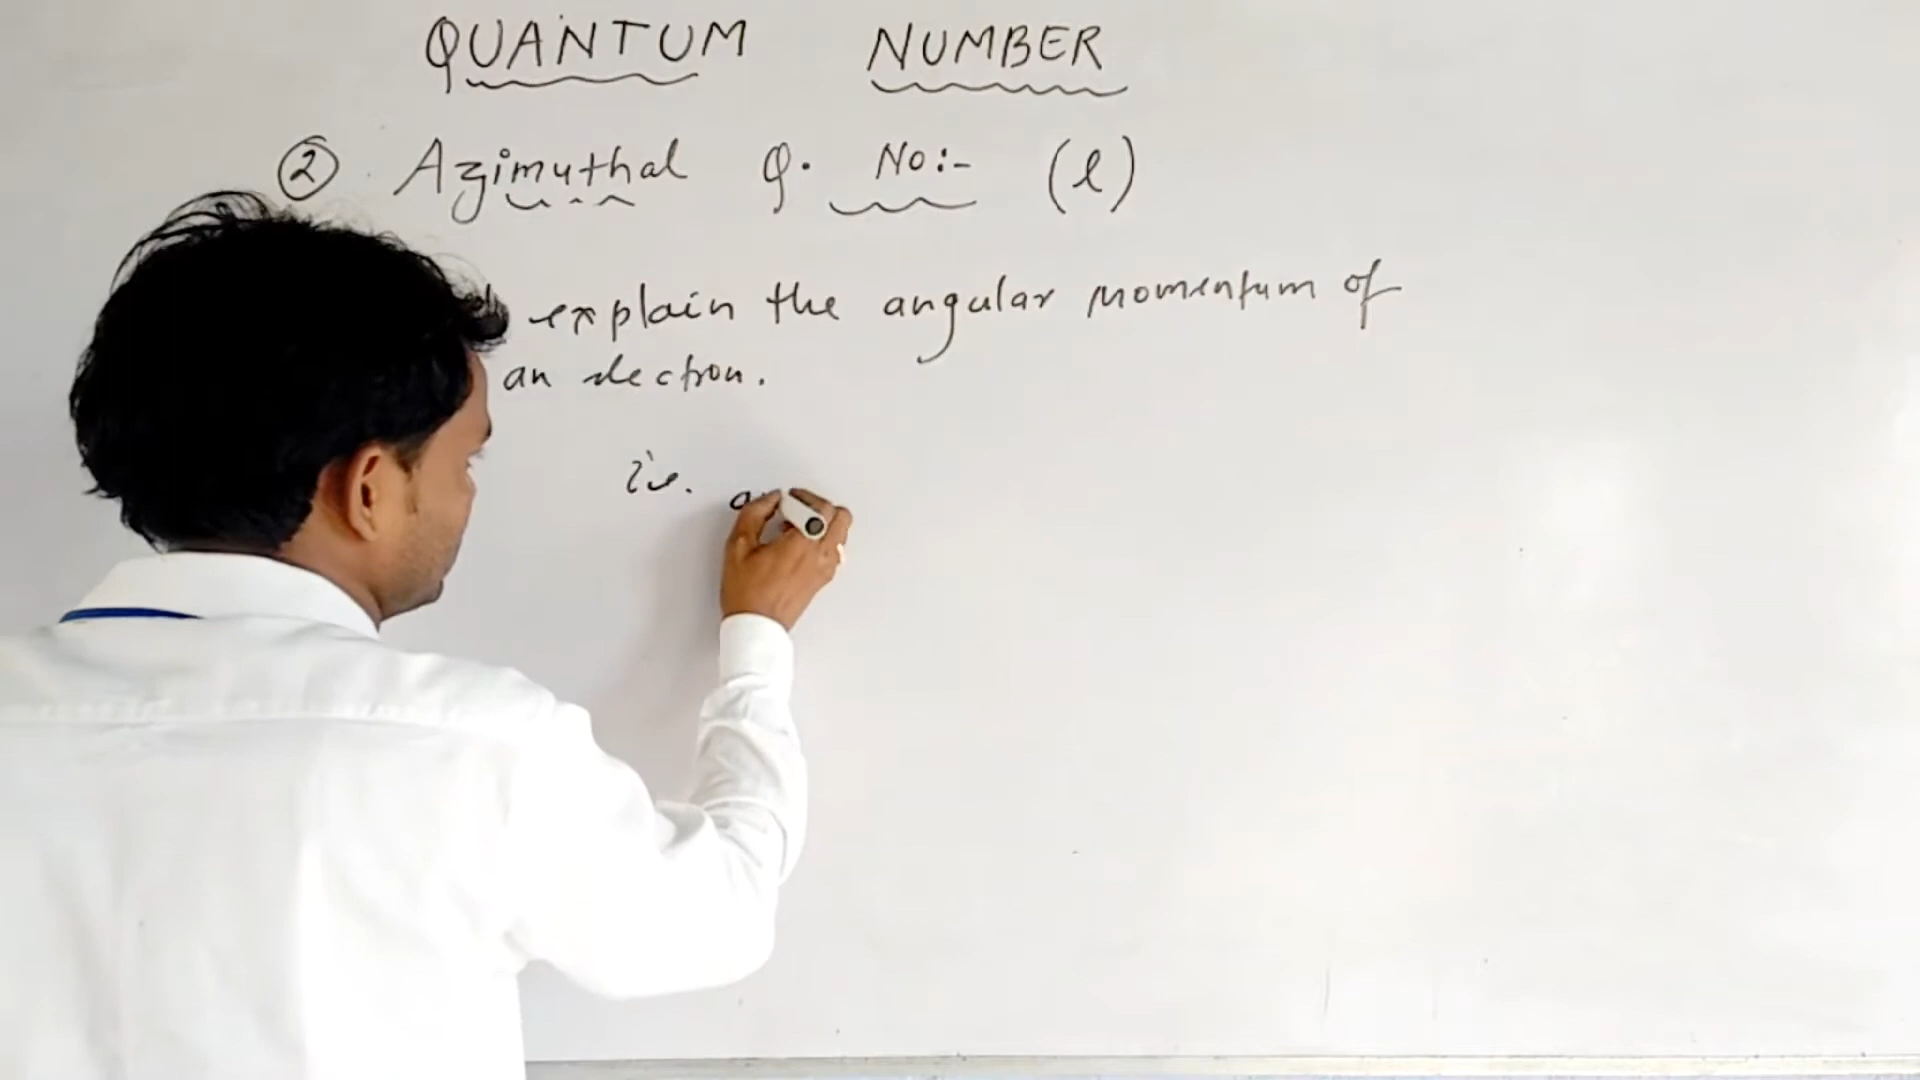 QUANTUM NUMBER
② Azimuthal Q. No:- (l)
explain the angular momentum of
an electron.
i.e.